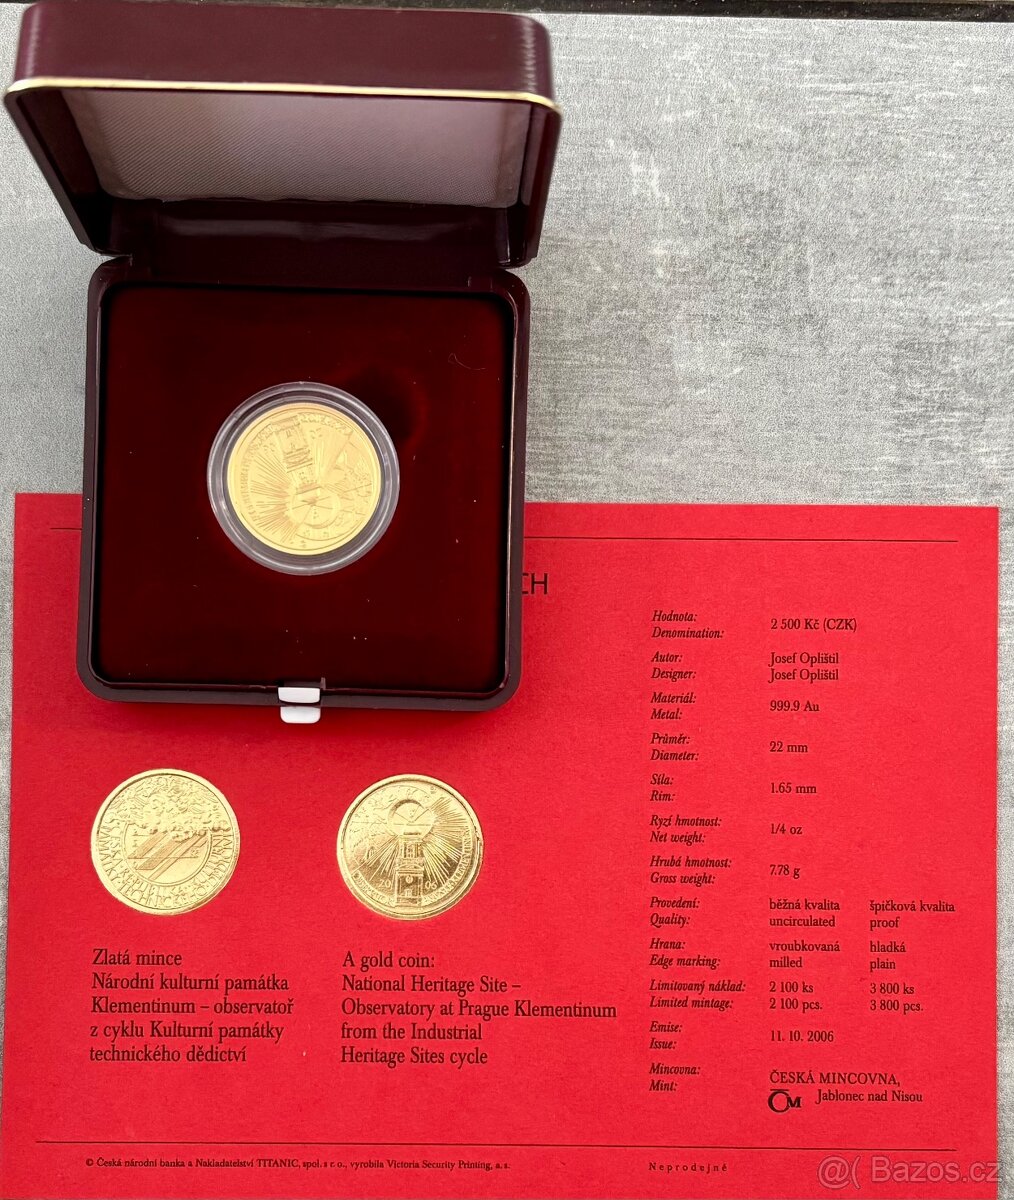 CH
Hodnota:
Denomination:
2 500 Kč (CZK)
Autor:
Designer:
Josef Oplištil
Josef Oplištil
Materiál:
Metal:
999.9 Au
Průměr:
Diameter:
22 mm
Síla:
Rim:
1.65 mm
Ryzí hmotnost:
Net weight:
1/4 oz
Hrubá hmotnost:
Gross weight:
7.78 g
Provedení:
Quality:
běžná kvalita
uncirculated
špičková kvalita
proof
Hrana:
Edge marking:
vroubkovaná
milled
hladká
plain
Limitovaný náklad:
Limited mintage:
2 100 ks
2 100 pcs.
3 800 ks
3 800 pcs.
Emise:
Issue:
11. 10. 2006
Mincovna:
Mint:
ČESKÁ MINCOVNA,
Jablonec nad Nisou
ČM
20 06
Zlatá mince
Národní kulturní památka
Klementinum – observatoř
z cyklu Kulturní památky
technického dědictví
A gold coin:
National Heritage Site –
Observatory at Prague Klementinum
from the Industrial
Heritage Sites cycle
© Česká národní banka a Nakladatelství TITANIC, spol. s r. o., vyrobila Victoria Security Printing, a. s.
Neprodejné
@( Bazos.cz